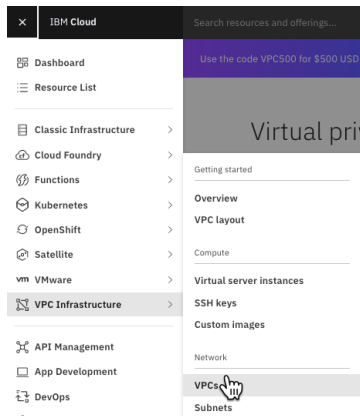 IBM Cloud
Search resources and offerings...
Use the code VPC500 for $500 USD
Dashboard
Resource List
Virtual pri
Classic Infrastructure
Cloud Foundry
Functions
Kubernetes
OpenShift
Satellite
vm VMware
VPC Infrastructure
API Management
App Development
DevOps
Getting started
Overview
VPC layout
Compute
Virtual server instances
SSH keys
Custom images
Network
VPCs
Subnets